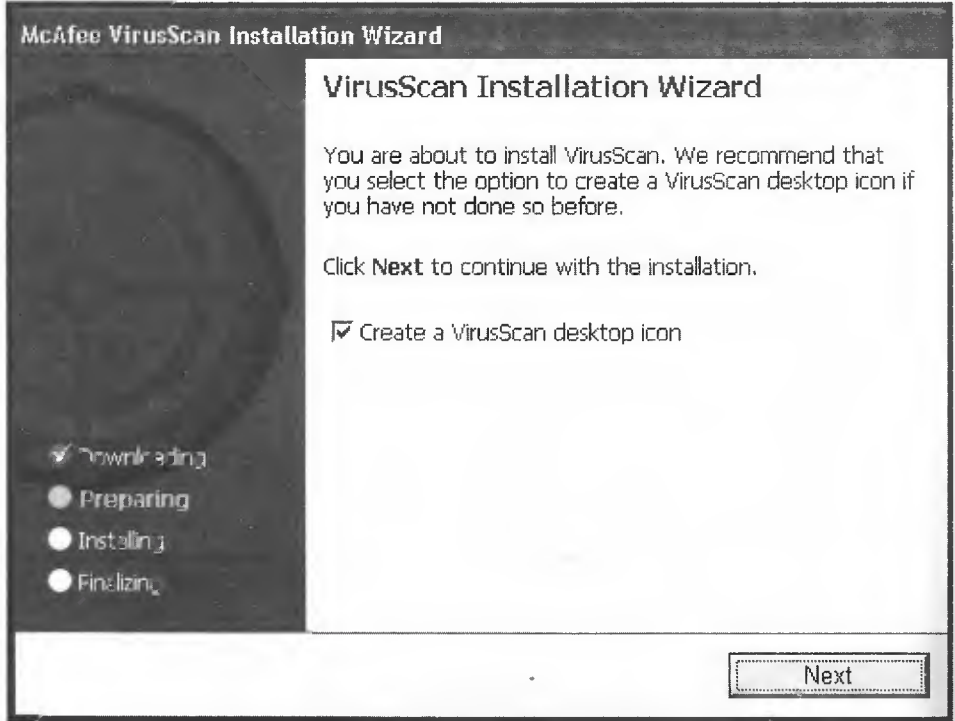 McAfee VirusScan Installation Wizard
VirusScan Installation Wizard
You are about to install VirusScan. We recommend that
you select the option to create a VirusScan desktop icon if
you have not done so before.
Click Next to continue with the installation.
Create a VirusScan desktop icon
Downloading
Preparing
Installing
Finalizing
Next